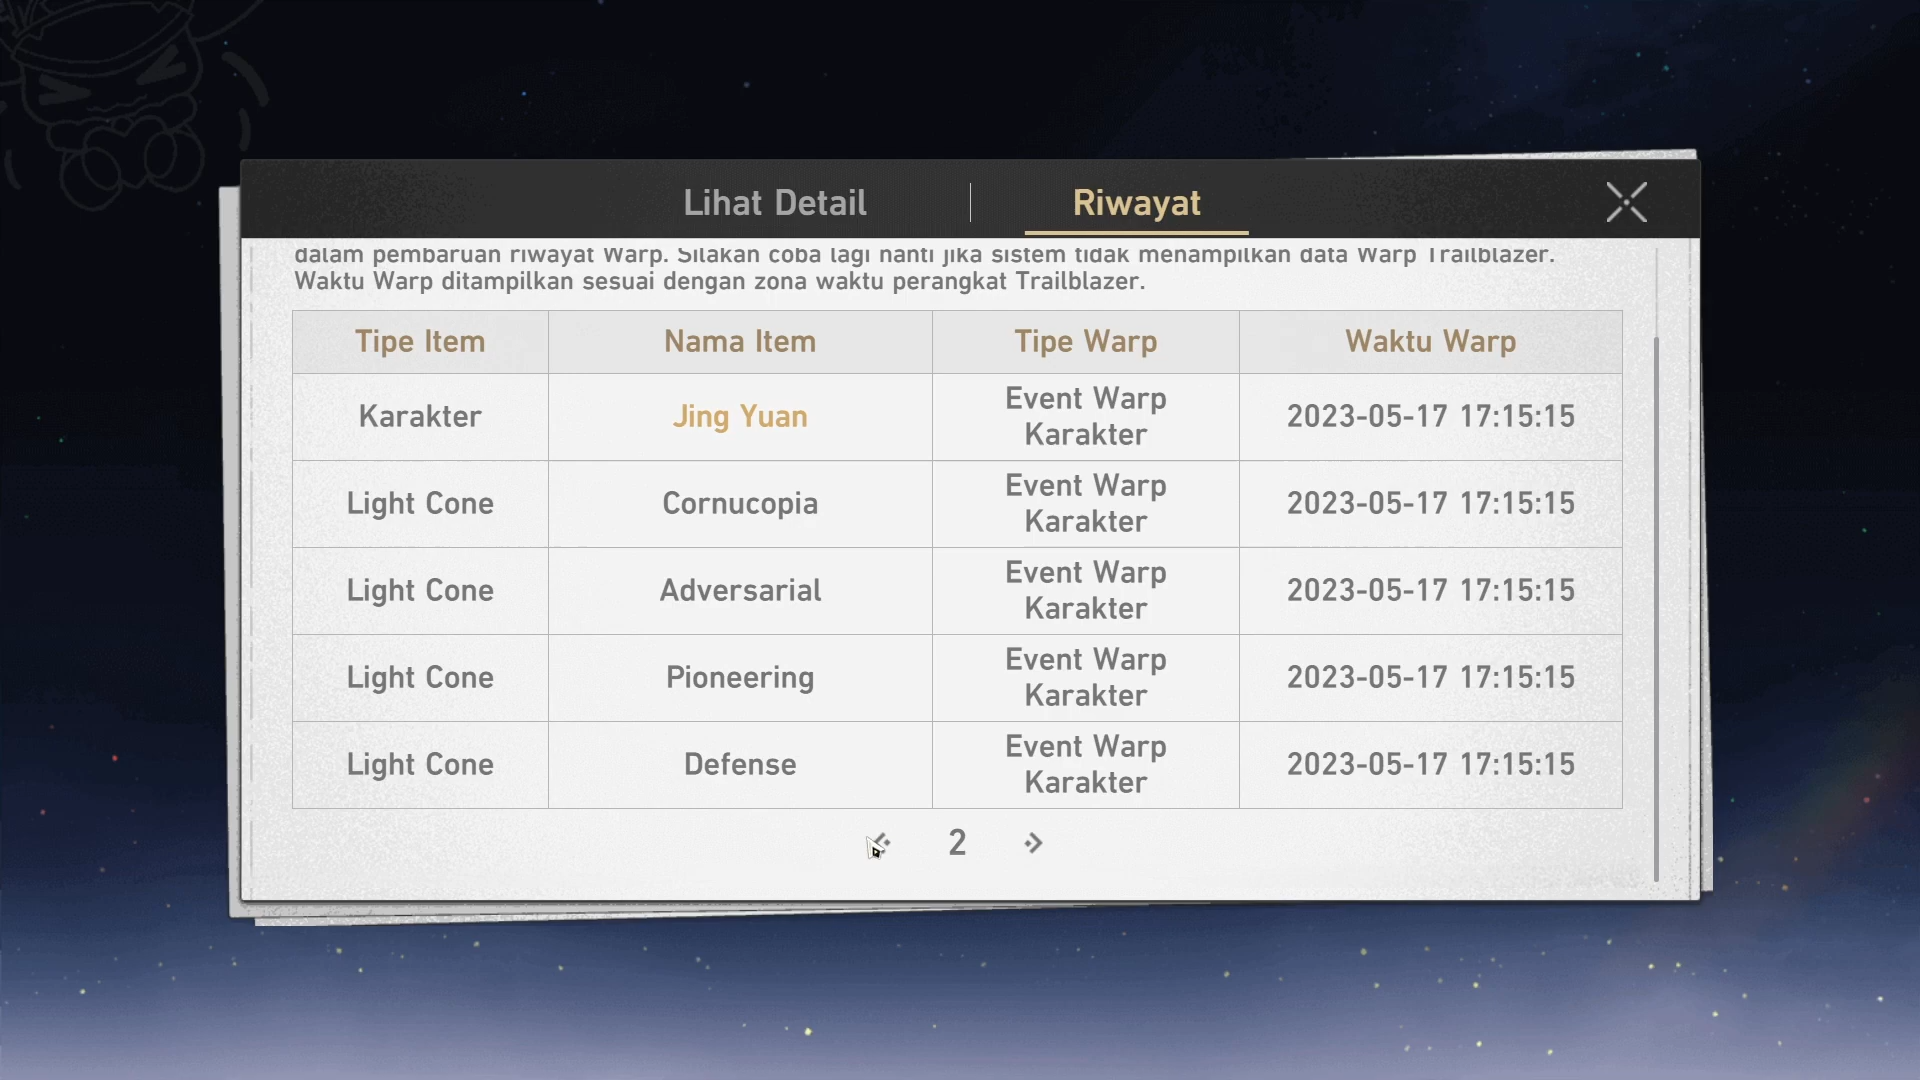 Lihat Detail
Riwayat
dalam pembaruan riwayat Warp. Silakan coba lagi nanti jika sistem tidak menampilkan data Warp Trailblazer.
Waktu Warp ditampilkan sesuai dengan zona waktu perangkat Trailblazer.
Tipe Item Nama Item Tipe Warp Waktu Warp
Karakter Jing Yuan Event Warp Karakter 2023-05-17 17:15:15
Light Cone Cornucopia Event Warp Karakter 2023-05-17 17:15:15
Light Cone Adversarial Event Warp Karakter 2023-05-17 17:15:15
Light Cone Pioneering Event Warp Karakter 2023-05-17 17:15:15
Light Cone Defense Event Warp Karakter 2023-05-17 17:15:15
2